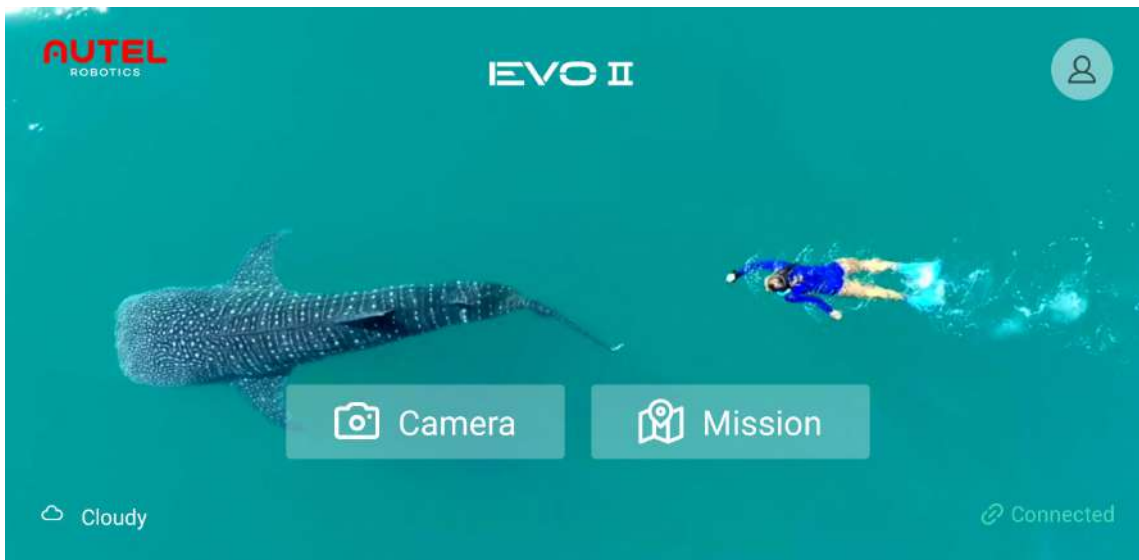 AUTEL
ROBOTICS
EVO II
Camera
Mission
Cloudy
Connected